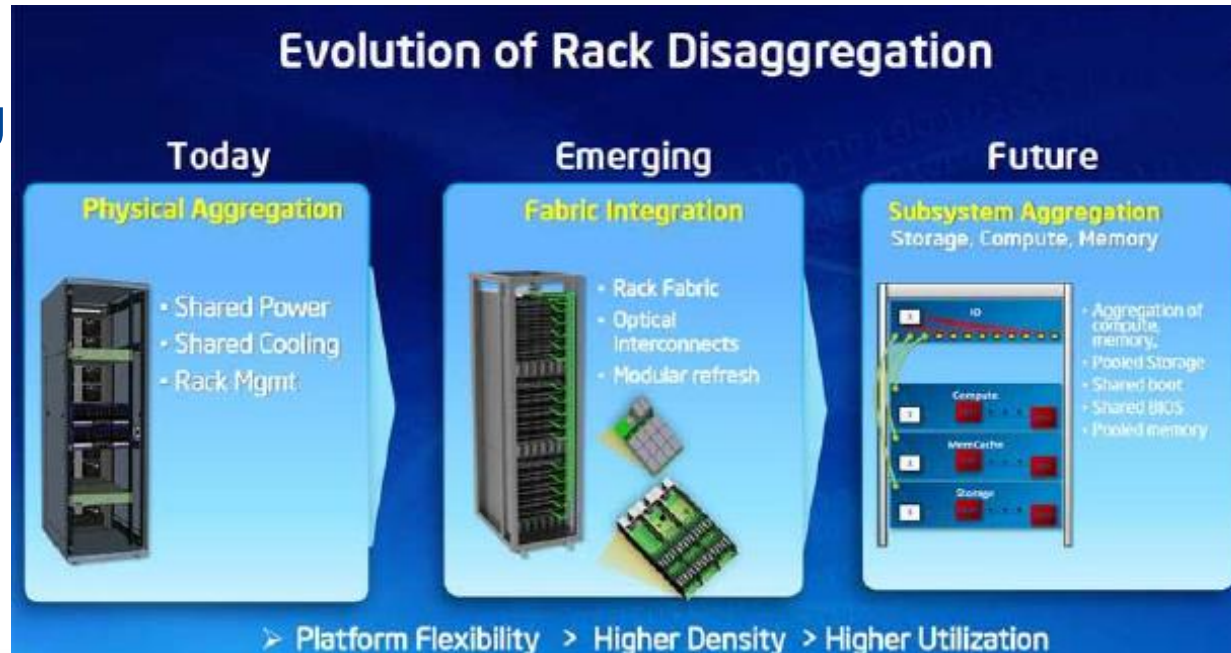 Evolution of Rack Disaggregation
Today
Physical Aggregation
• Shared Power
• Shared Cooling
• Rack Mgmt
Emerging
Fabric Integration
• Rack Fabric
• Optical
Interconnects
• Modular refresh
Future
Subsystem Aggregation
Storage, Compute, Memory
IO
Compute
MemCache
Storage
• Aggregation of
compute,
memory,
• Pooled Storage
• Shared boot
• Shared BIOS
• Pooled memory
➢ Platform Flexibility > Higher Density > Higher Utilization